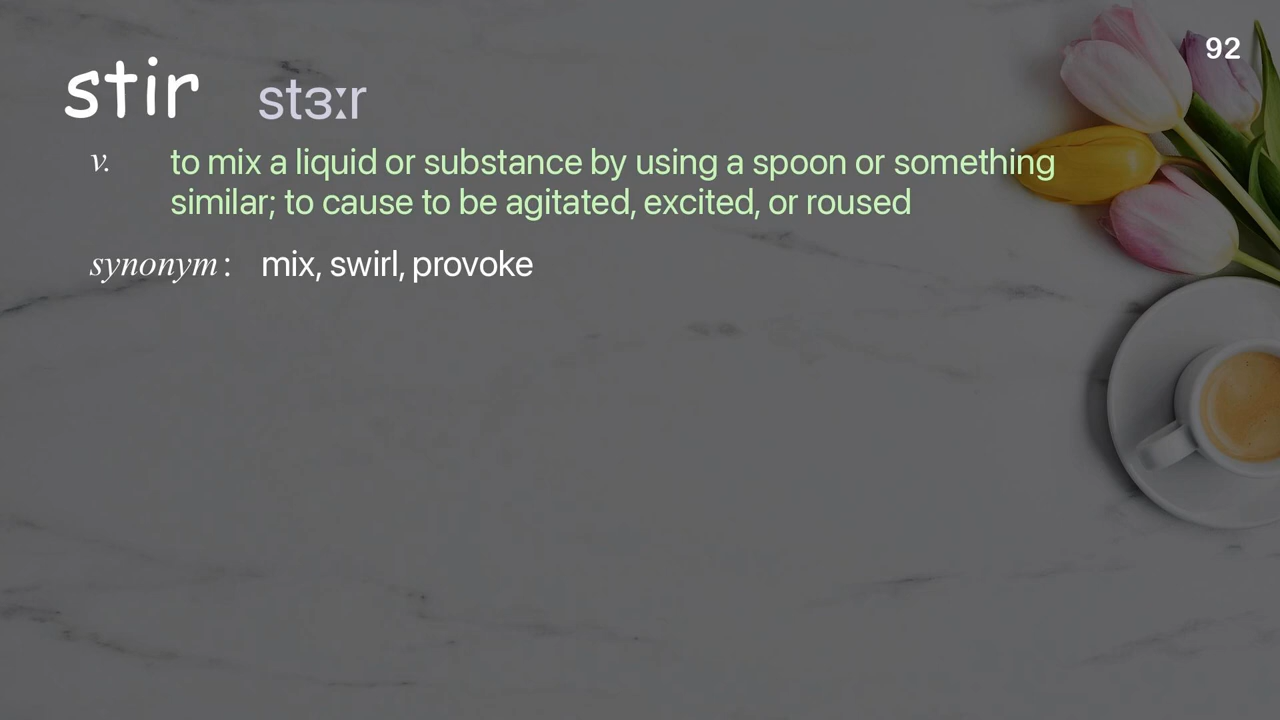 92
stir stɜːr
v. to mix a liquid or substance by using a spoon or something
similar; to cause to be agitated, excited, or roused
synonym : mix, swirl, provoke